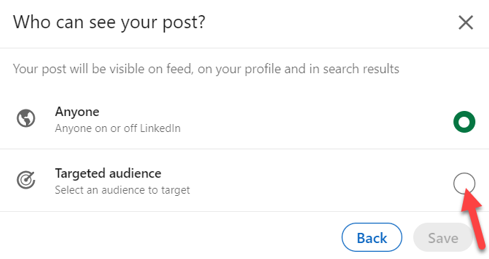 Who can see your post?
Your post will be visible on feed, on your profile and in search results
Anyone
Anyone on or off LinkedIn
Targeted audience
Select an audience to target
Back Save